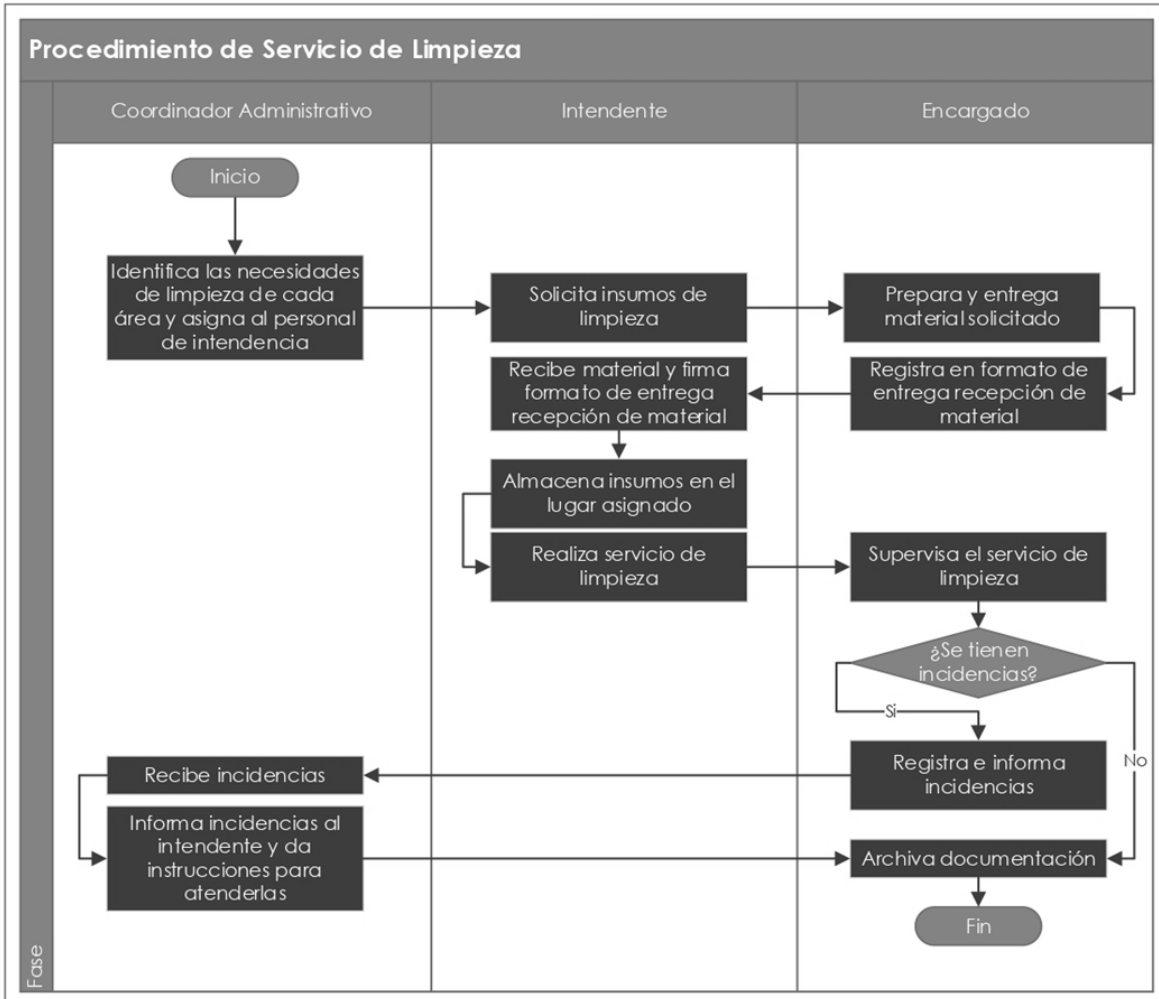 Procedimiento de Servicio de Limpieza
Coordinador Administrativo
Intendente
Encargado
Inicio
Identifica las necesidades
de limpieza de cada
área y asigna al personal
de intendencia
Solicita insumos de
limpieza
Prepara y entrega
material solicitado
Registra en formato de
entrega recepción de
material
Recibe material y firma
formato de entrega
recepción de material
Almacena insumos en el
lugar asignado
Realiza servicio de
limpieza
Supervisa el servicio de
limpieza
¿Se tienen
incidencias?
Si
No
Registra e informa
incidencias
Recibe incidencias
Informa incidencias al
intendente y da
instrucciones para
atenderlas
Archiva documentación
Fin
Fase